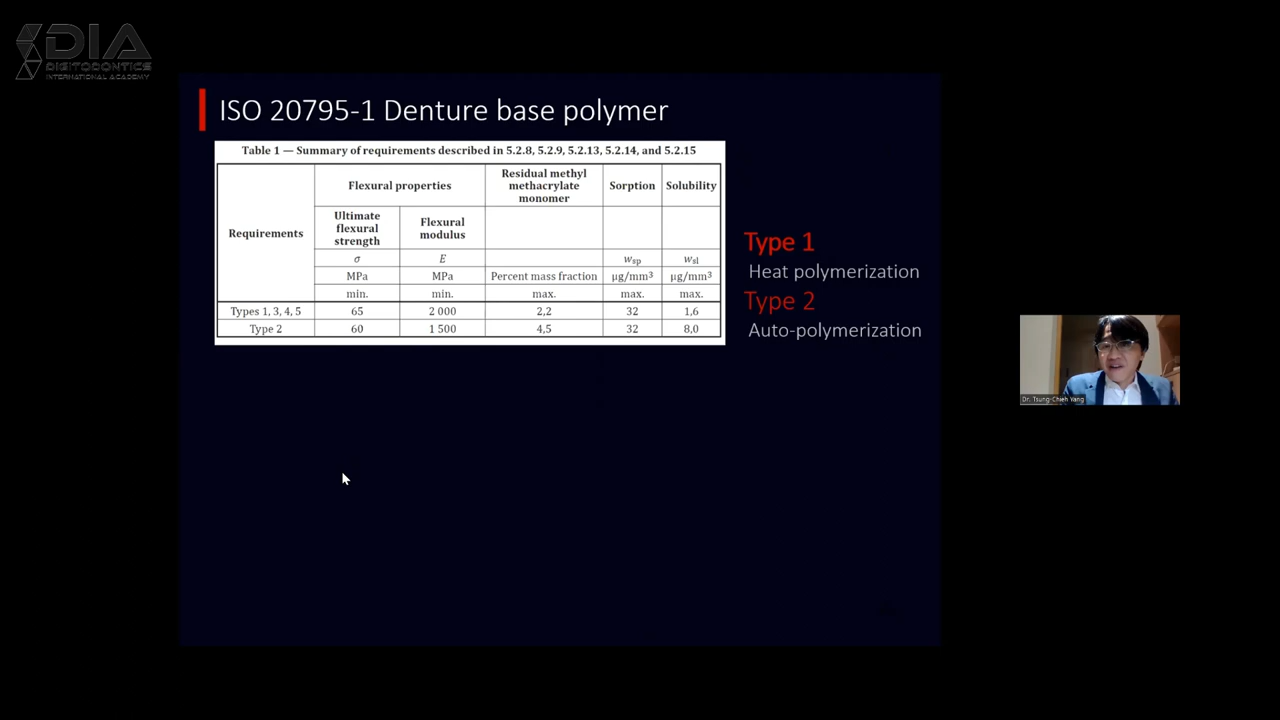 DIA
DIGITODONTICS
INTERNATIONAL ACADEMY
ISO 20795-1 Denture base polymer
Table 1 — Summary of requirements described in 5.2.8, 5.2.9, 5.2.13, 5.2.14, and 5.2.15
Requirements
Flexural properties
Residual methyl
methacrylate
monomer
Sorption
Solubility
Ultimate
flexural
strength
Flexural
modulus
σ E wsp wsl
MPa MPa Percent mass fraction µg/mm³ µg/mm³
min. min. max. max. max.
Types 1, 3, 4, 5 65 2 000 2,2 32 1,6
Type 2 60 1 500 4,5 32 8,0
Type 1
Heat polymerization
Type 2
Auto-polymerization
Dr. Tsung-Chieh Yang